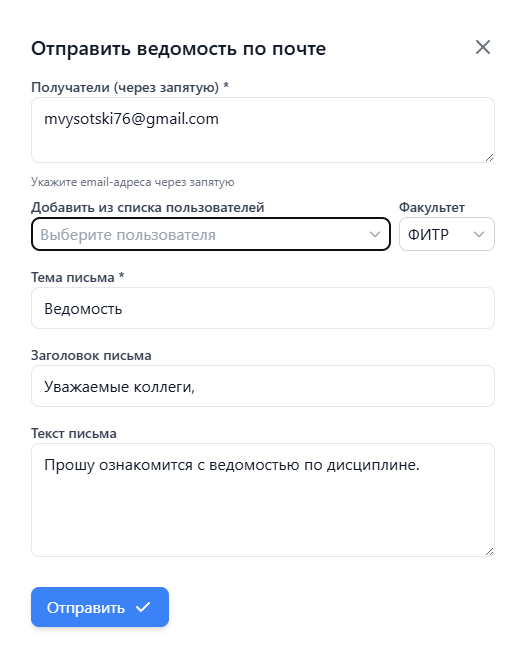 Отправить ведомость по почте
Получатели (через запятую) *
mvysotski76@gmail.com
Укажите email-адреса через запятую
Добавить из списка пользователей
Факультет
Выберите пользователя
ФИТР
Тема письма *
Ведомость
Заголовок письма
Уважаемые коллеги,
Текст письма
Прошу ознакомится с ведомостью по дисциплине.
Отправить